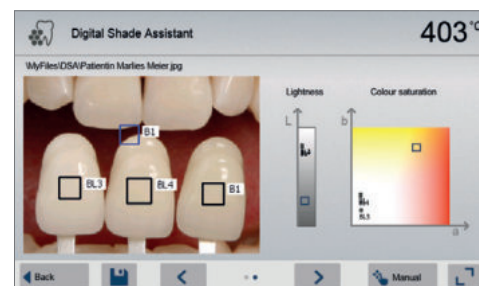 Digital Shade Assistant
403 °C
\MyFiles\DSA\Patientin Marlies Meier.jpg
Lightness
Colour saturation
L
b
B1
BL3
BL4
B1
a
Back
Manual